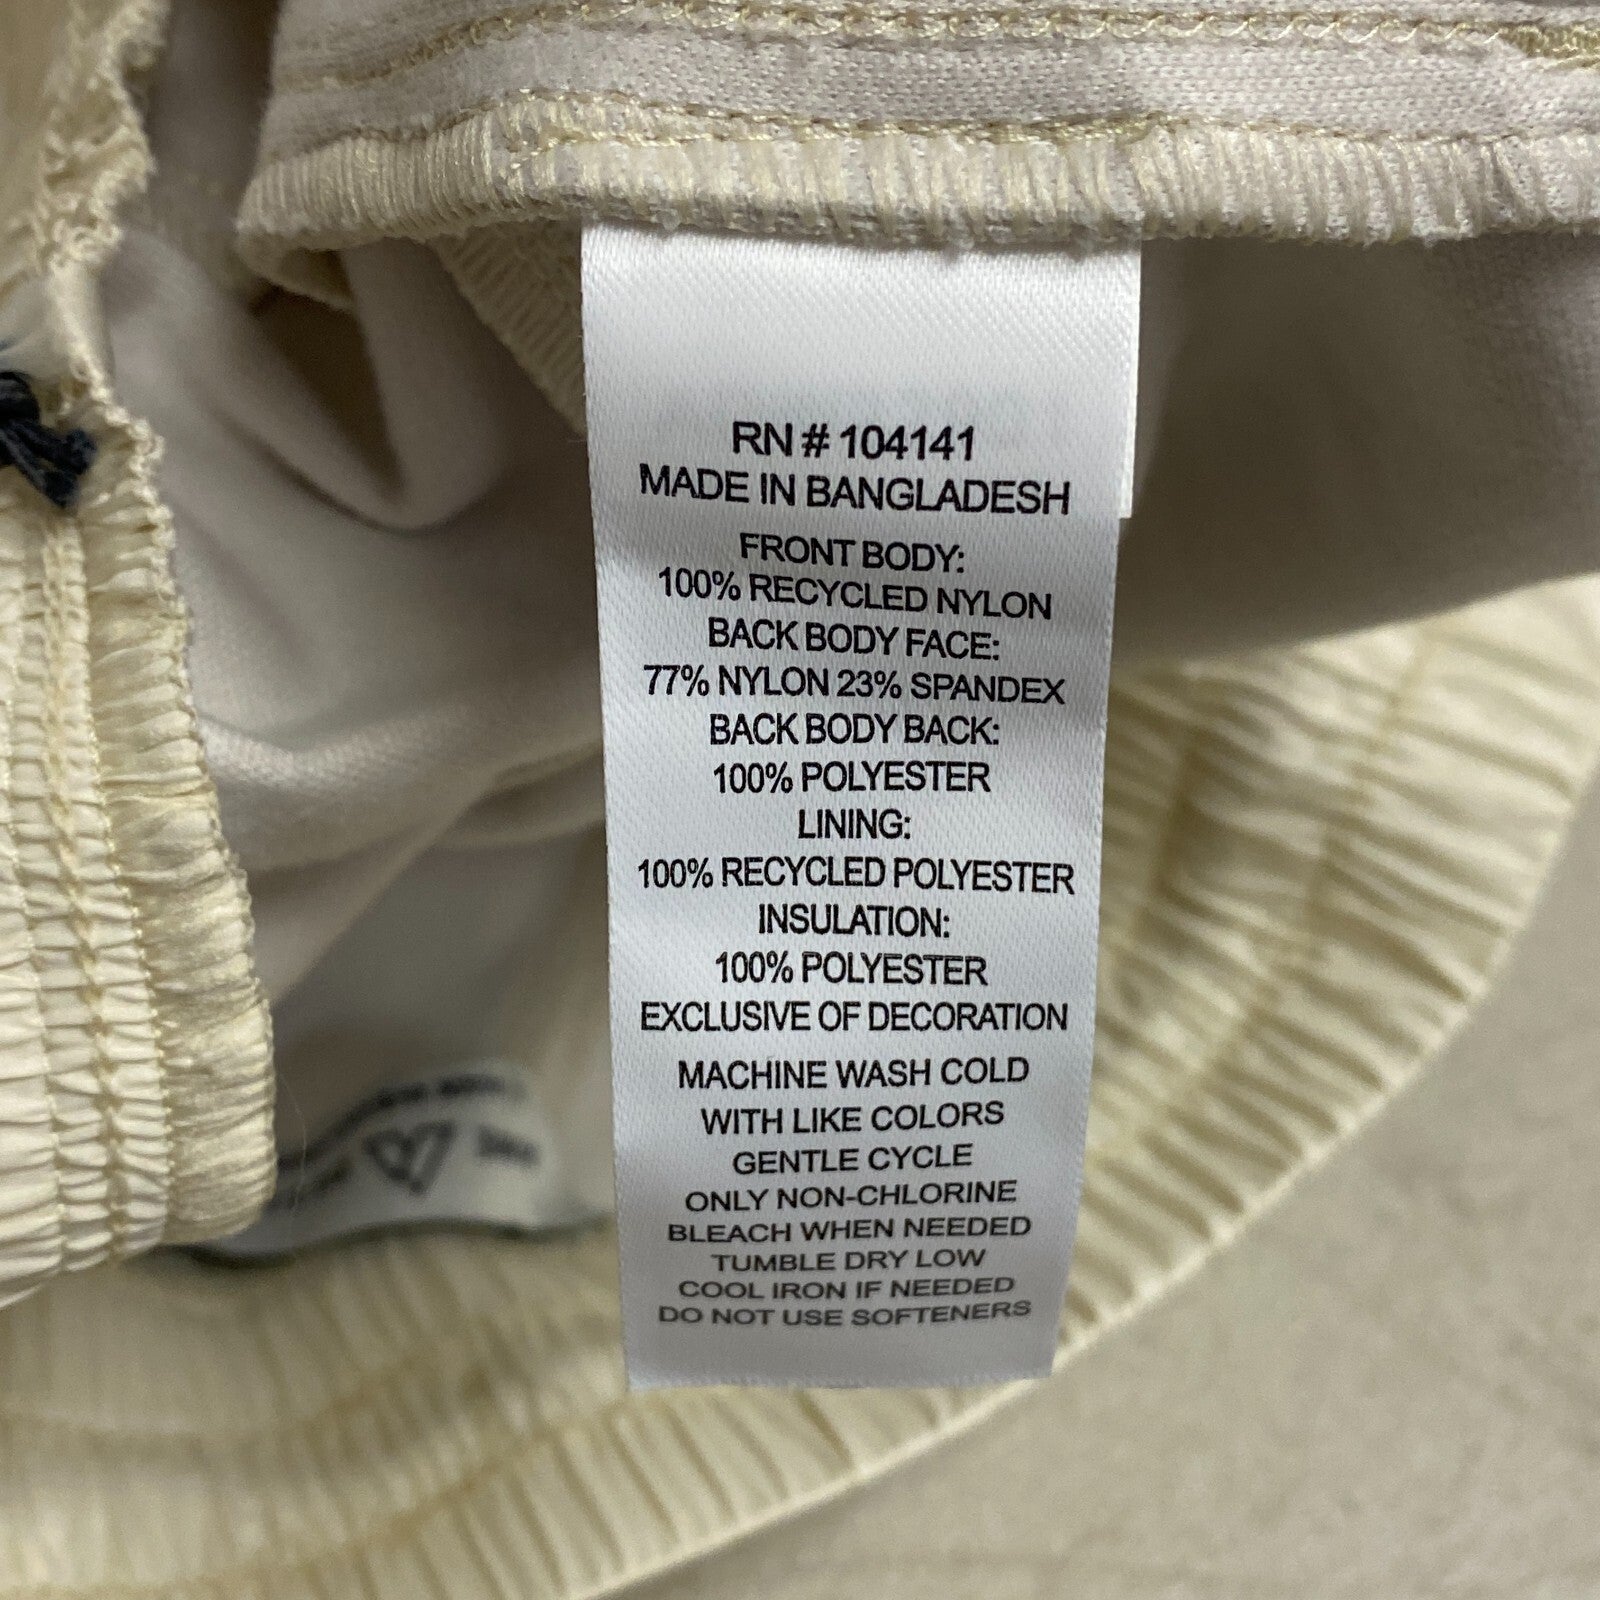 RN # 104141
MADE IN BANGLADESH
FRONT BODY:
100% RECYCLED NYLON
BACK BODY FACE:
77% NYLON 23% SPANDEX
BACK BODY BACK:
100% POLYESTER
LINING:
100% RECYCLED POLYESTER
INSULATION:
100% POLYESTER
EXCLUSIVE OF DECORATION
MACHINE WASH COLD
WITH LIKE COLORS
GENTLE CYCLE
ONLY NON-CHLORINE
BLEACH WHEN NEEDED
TUMBLE DRY LOW
COOL IRON IF NEEDED
DO NOT USE SOFTENERS